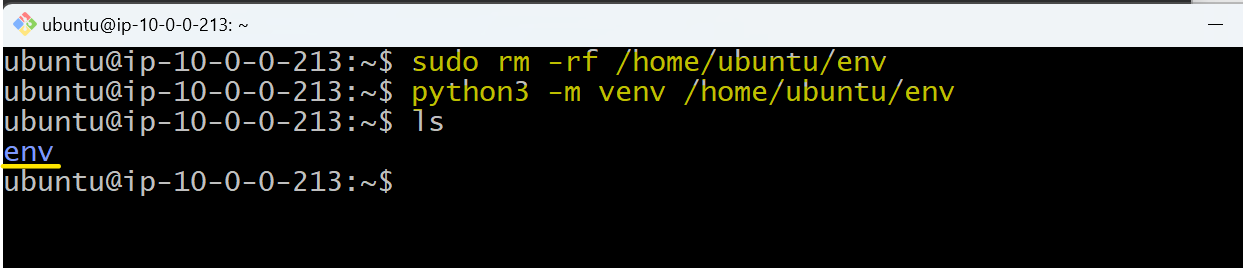 ubuntu@ip-10-0-0-213: ~
ubuntu@ip-10-0-0-213:~$ sudo rm -rf /home/ubuntu/env
ubuntu@ip-10-0-0-213:~$ python3 -m venv /home/ubuntu/env
ubuntu@ip-10-0-0-213:~$ ls
env
ubuntu@ip-10-0-0-213:~$